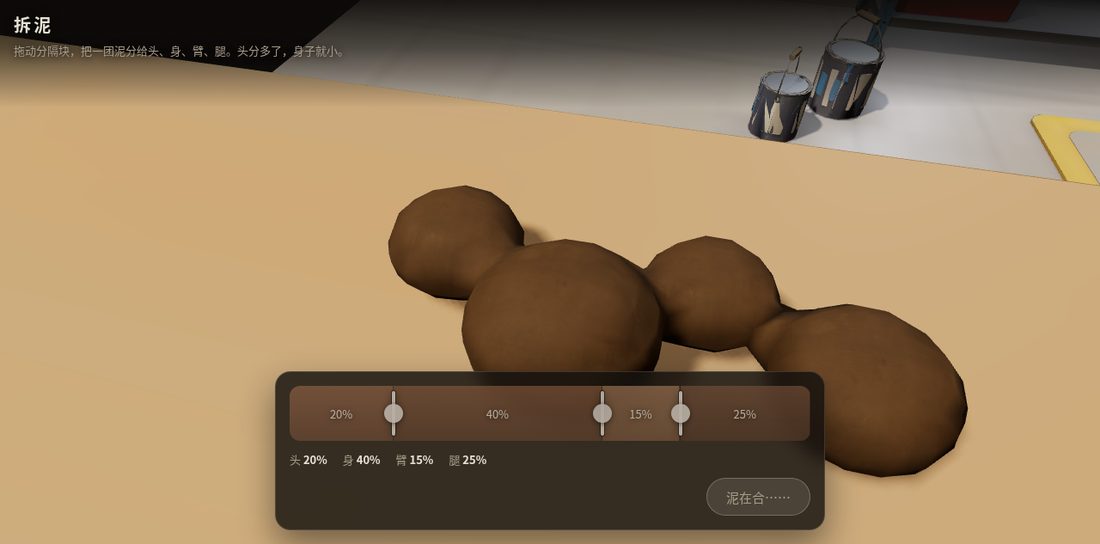 拆泥
拖动分隔块，把一团泥分给头、身、臂、腿。头分多了，身子就小。
20% 40% 15% 25%
头 20% 身 40% 臂 15% 腿 25%
泥在合……